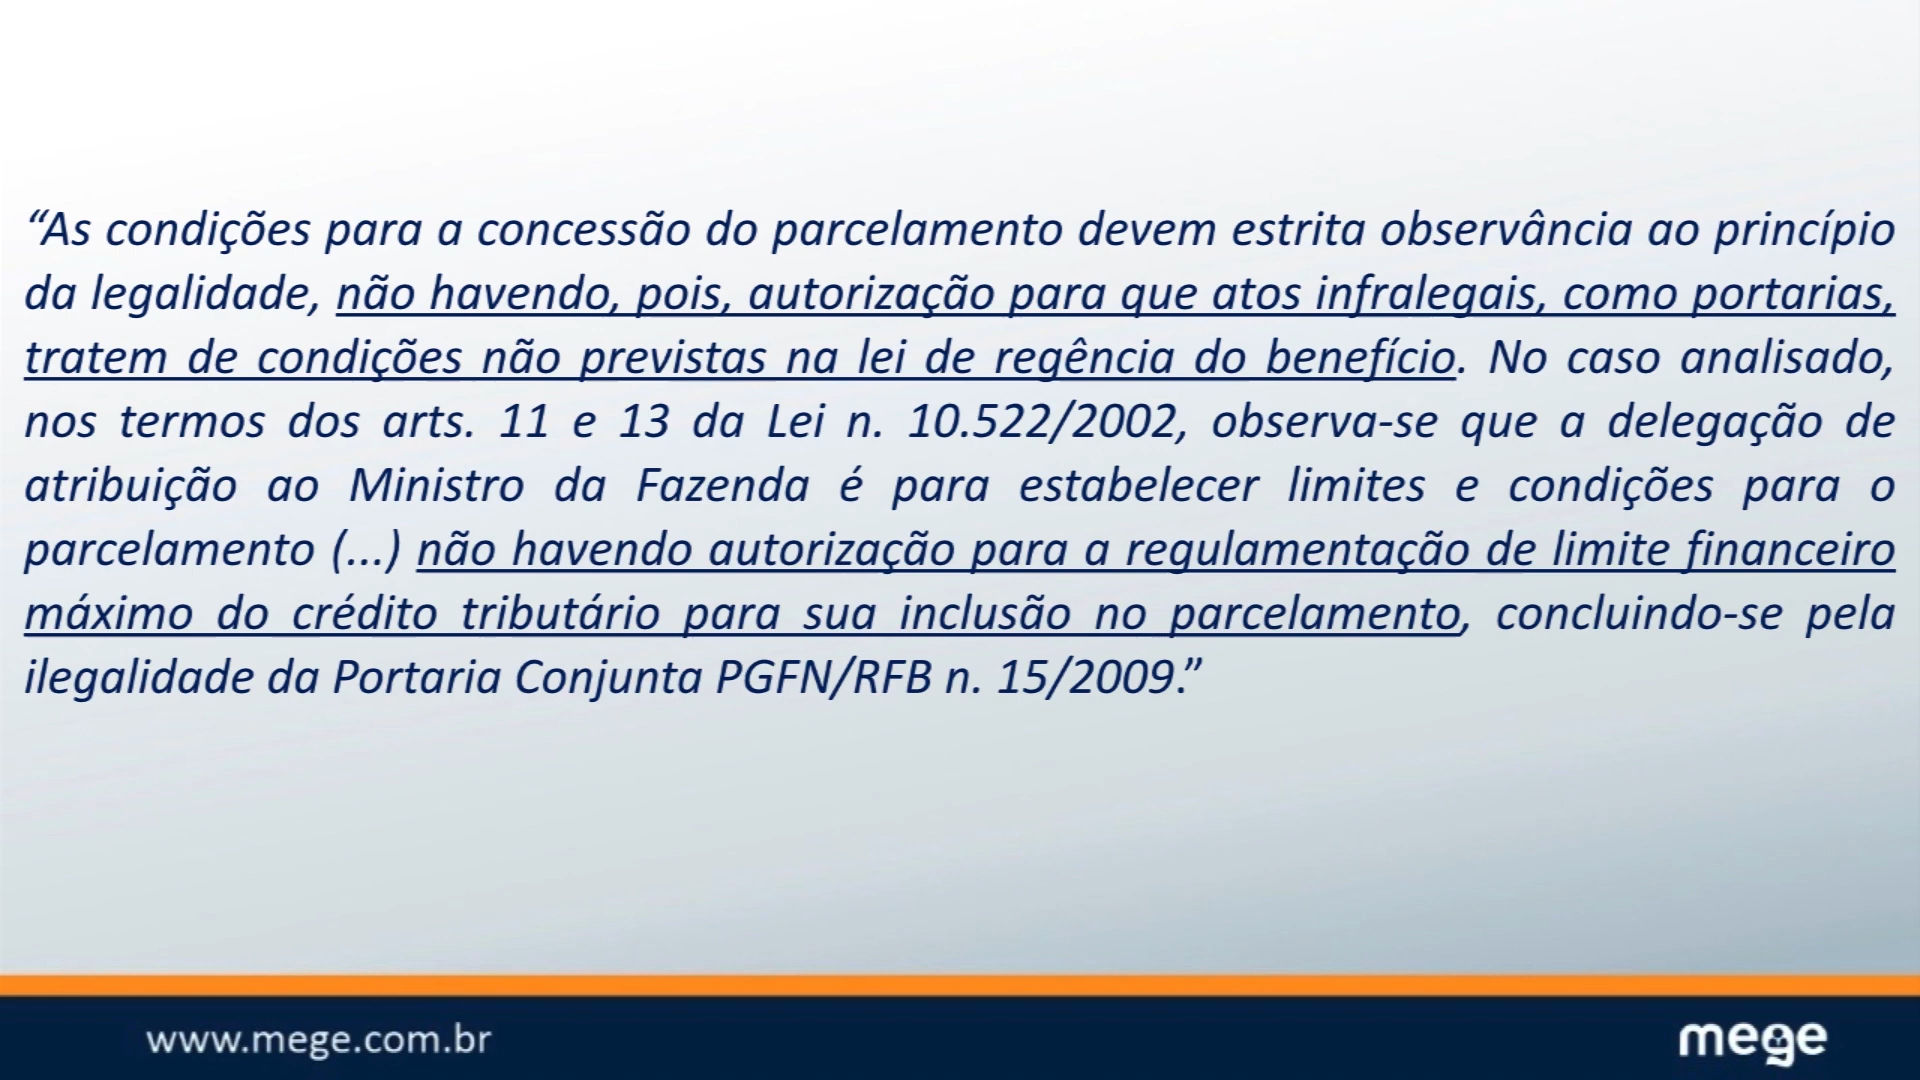 “As condições para a concessão do parcelamento devem estrita observância ao princípio
da legalidade, não havendo, pois, autorização para que atos infralegais, como portarias,
tratem de condições não previstas na lei de regência do benefício. No caso analisado,
nos termos dos arts. 11 e 13 da Lei n. 10.522/2002, observa-se que a delegação de
atribuição ao Ministro da Fazenda é para estabelecer limites e condições para o
parcelamento (...) não havendo autorização para a regulamentação de limite financeiro
máximo do crédito tributário para sua inclusão no parcelamento, concluindo-se pela
ilegalidade da Portaria Conjunta PGFN/RFB n. 15/2009.”
www.mege.com.br
mege